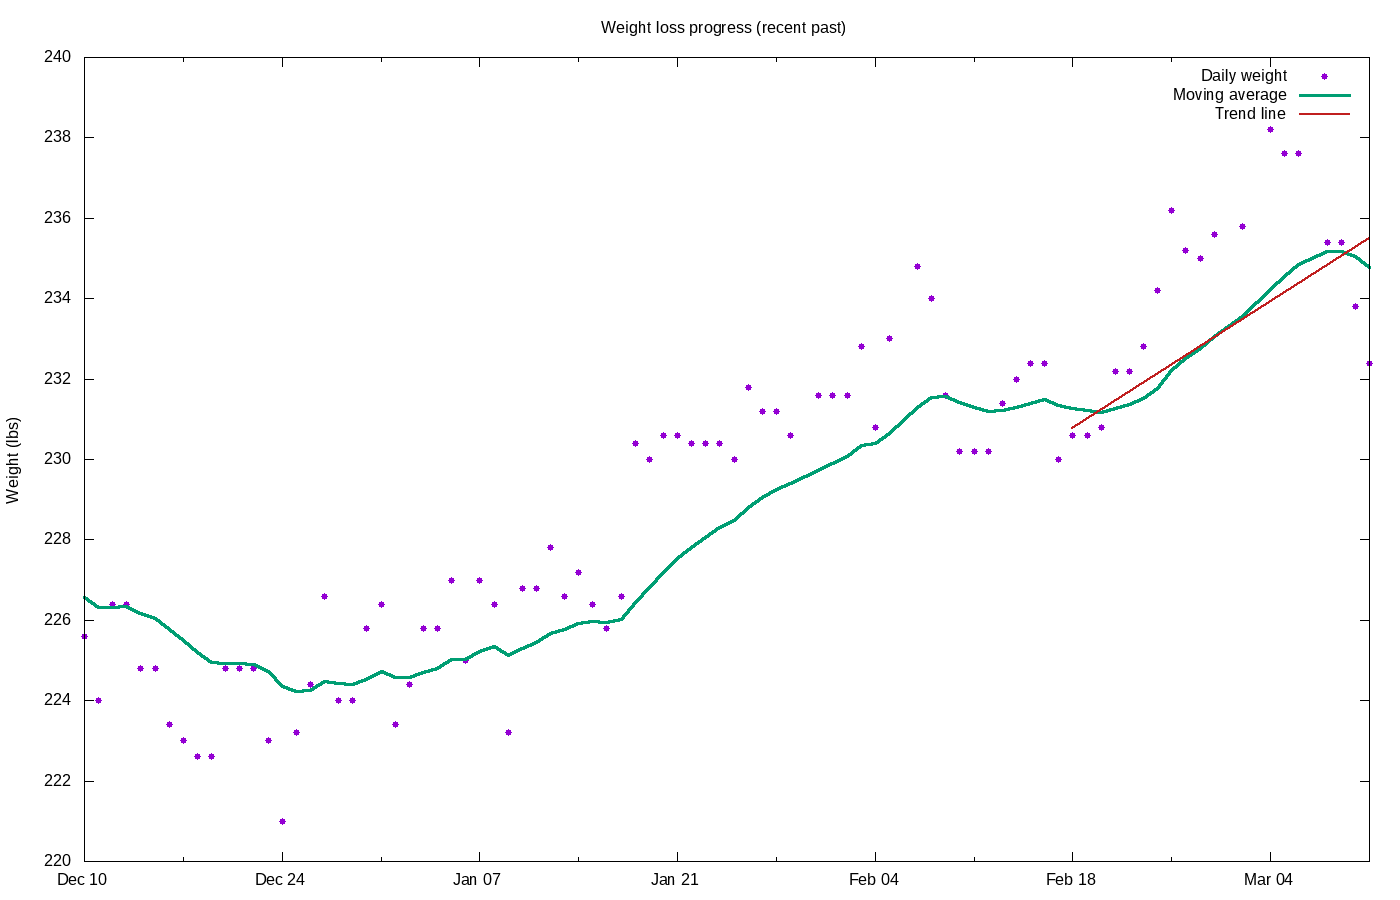 Weight loss progress (recent past)
240
238
236
234
232
230
228
226
224
222
220
Weight (lbs)
Daily weight
Moving average
Trend line
Dec 10
Dec 24
Jan 07
Jan 21
Feb 04
Feb 18
Mar 04